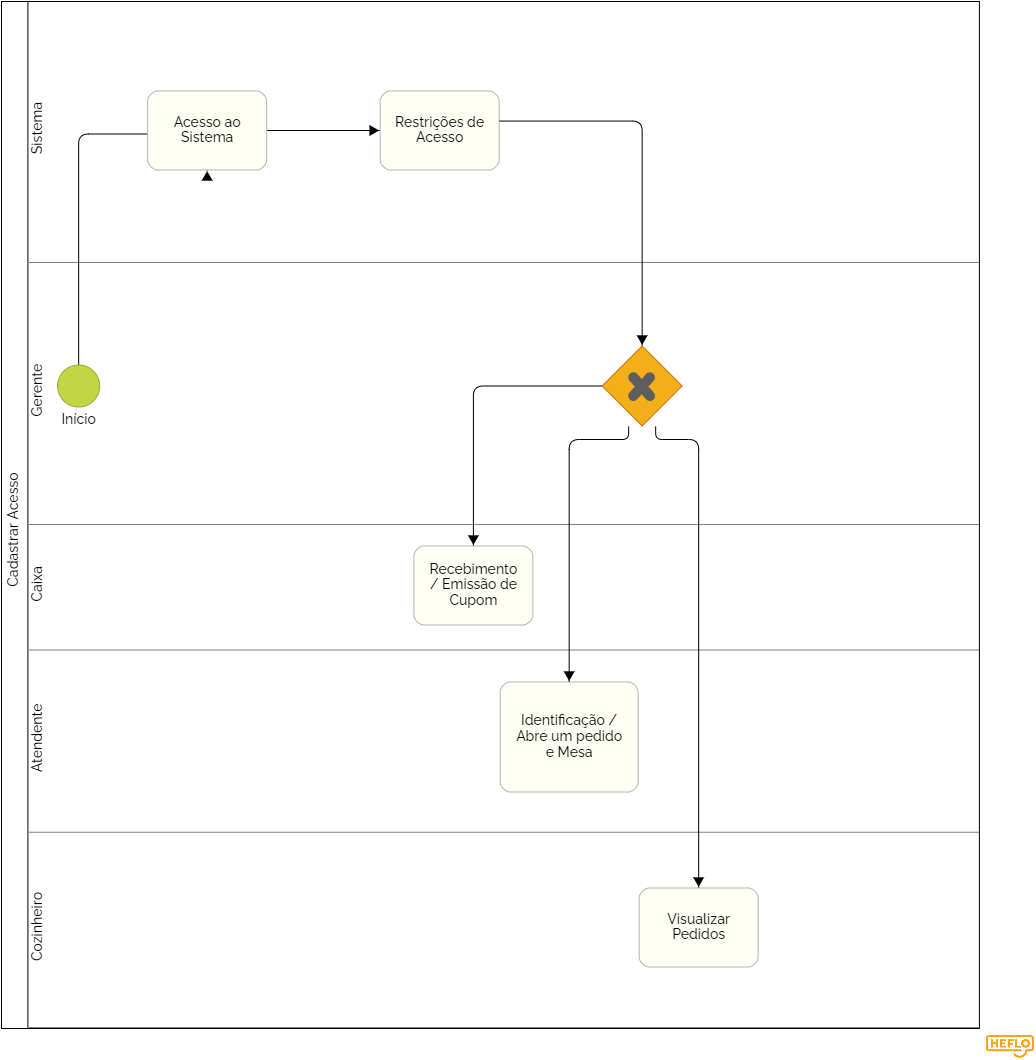 Cadastrar Acesso
Sistema
Acesso ao
Sistema
Restrições de
Acesso
Gerente
Início
Caixa
Recebimento
/ Emissão de
Cupom
Atendente
Identificação /
Abre um pedido
e Mesa
Cozinheiro
Visualizar
Pedidos
HEFLO